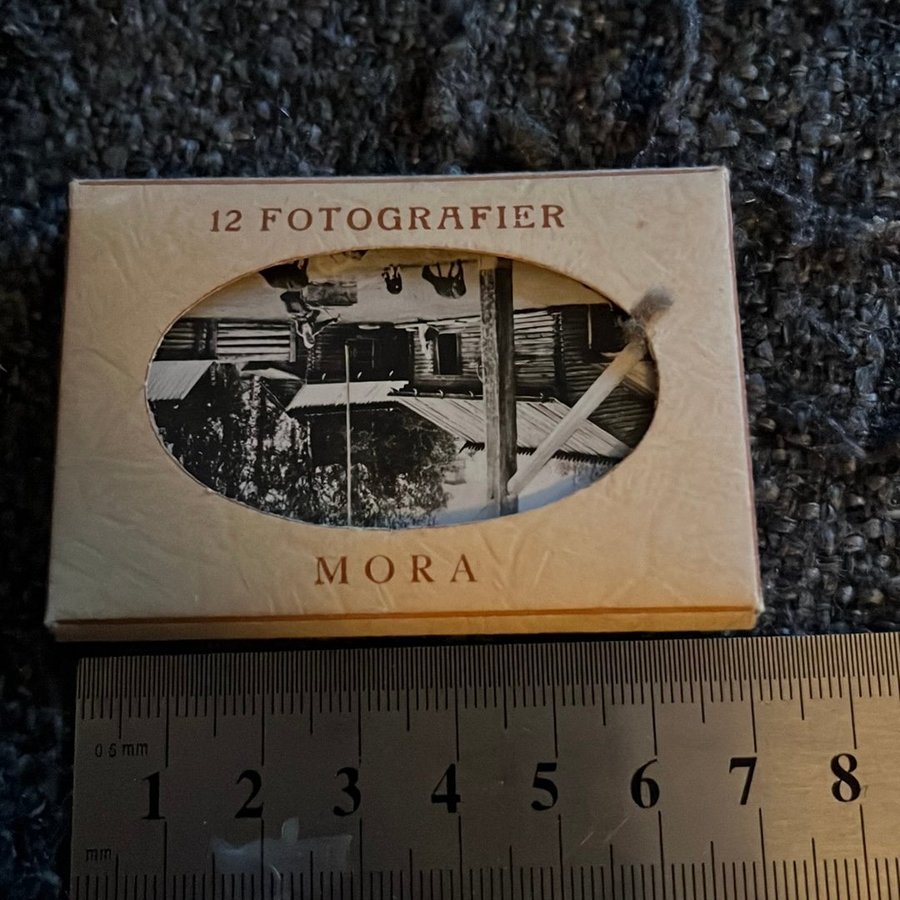 12 FOTOGRAFIER
MORA
0.5 mm
1 2 3 4 5 6 7 8
mm